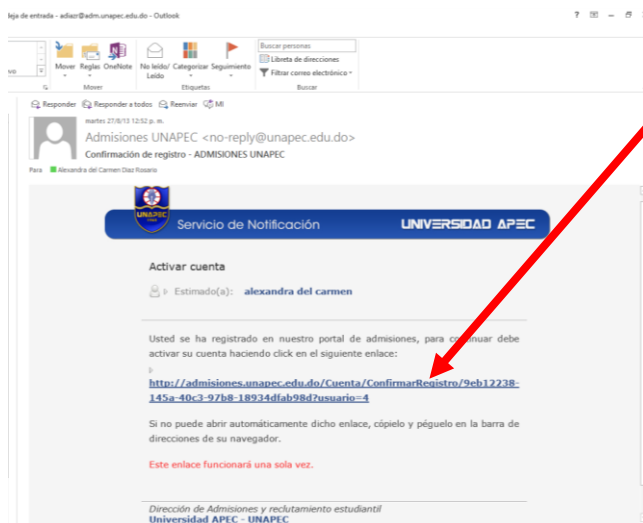 deja de entrada - adiazr@adm.unapec.edu.do - Outlook
Mover Reglas OneNote
No leído/ Leído Categorizar Seguimiento
Buscar personas
Libreta de direcciones
Filtrar correo electrónico
Mover Etiquetas Buscar
Responder Responder a todos Reenviar MI
martes 27/8/13 12:52 p. m.
Admisiones UNAPEC <no-reply@unapec.edu.do>
Confirmación de registro - ADMISIONES UNAPEC
Para Alexandra del Carmen Diaz Rosario
UNAPEC
Servicio de Notificación UNIVERSIDAD APEC
Activar cuenta
Estimado(a): alexandra del carmen
Usted se ha registrado en nuestro portal de admisiones, para continuar debe
activar su cuenta haciendo click en el siguiente enlace:
http://admisiones.unapec.edu.do/Cuenta/ConfirmarRegistro/9eb12238-
145a-40c3-97b8-18934dfab98d?usuario=4
Si no puede abrir automáticamente dicho enlace, cópielo y péguelo en la barra de
direcciones de su navegador.
Este enlace funcionará una sola vez.
Dirección de Admisiones y reclutamiento estudiantil
Universidad APEC - UNAPEC